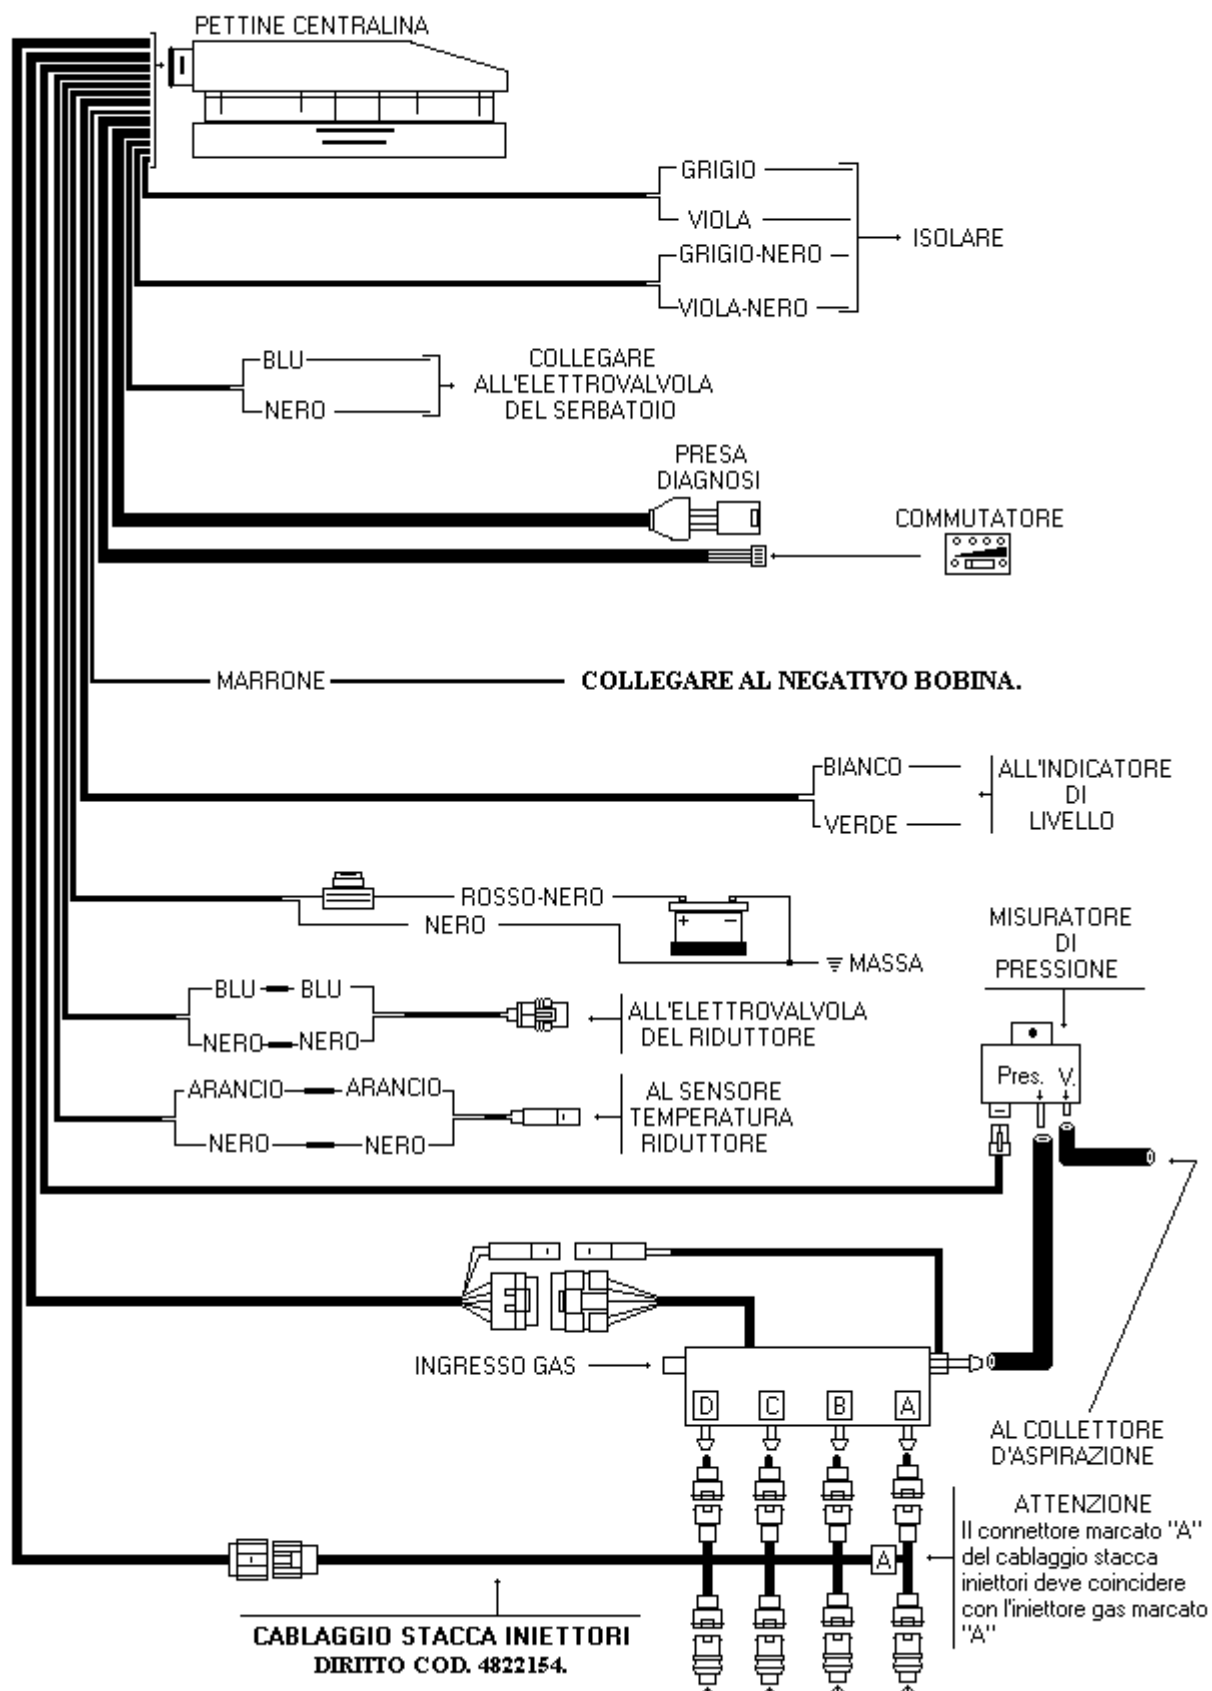 PETTINE CENTRALINA
GRIGIO
VIOLA
ISOLARE
GRIGIO-NERO
VIOLA-NERO
BLU
NERO
COLLEGARE
ALL'ELETTROVALVOLA
DEL SERBATOIO
PRESA
DIAGNOSI
COMMUTATORE
MARRONE
COLLEGARE AL NEGATIVO BOBINA.
BIANCO
VERDE
ALL'INDICATORE
DI
LIVELLO
ROSSO-NERO
NERO
+ −
MASSA
MISURATORE
DI
PRESSIONE
Pres. V.
BLU BLU
NERO NERO
ALL'ELETTROVALVOLA
DEL RIDUTTORE
ARANCIO ARANCIO
NERO NERO
AL SENSORE
TEMPERATURA
RIDUTTORE
INGRESSO GAS
D C B A
AL COLLETTORE
D'ASPIRAZIONE
A
ATTENZIONE
Il connettore marcato "A"
del cablaggio stacca
iniettori deve coincidere
con l'iniettore gas marcato
"A"
CABLAGGIO STACCA INIETTORI
DIRITTO COD. 4822154.